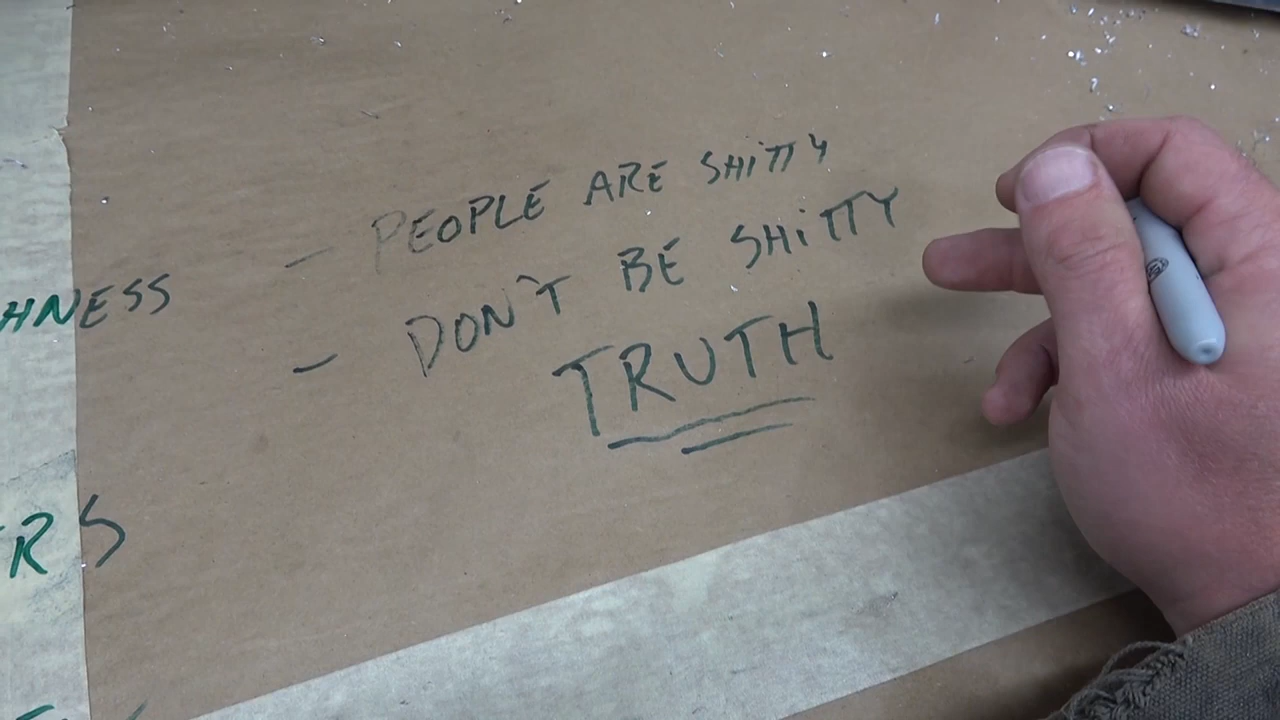 - PEOPLE ARE SHITTY
HNESS
- DON'T BE SHITTY
TRUTH
RS